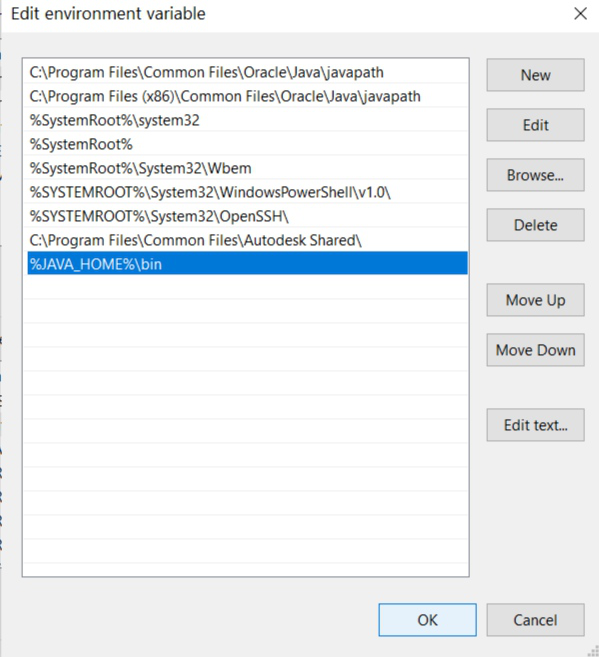 Edit environment variable
C:\Program Files\Common Files\Oracle\Java\javapath
C:\Program Files (x86)\Common Files\Oracle\Java\javapath
%SystemRoot%\system32
%SystemRoot%
%SystemRoot%\System32\Wbem
%SYSTEMROOT%\System32\WindowsPowerShell\v1.0\
%SYSTEMROOT%\System32\OpenSSH\
C:\Program Files\Common Files\Autodesk Shared\
%JAVA_HOME%\bin
New
Edit
Browse...
Delete
Move Up
Move Down
Edit text...
OK
Cancel